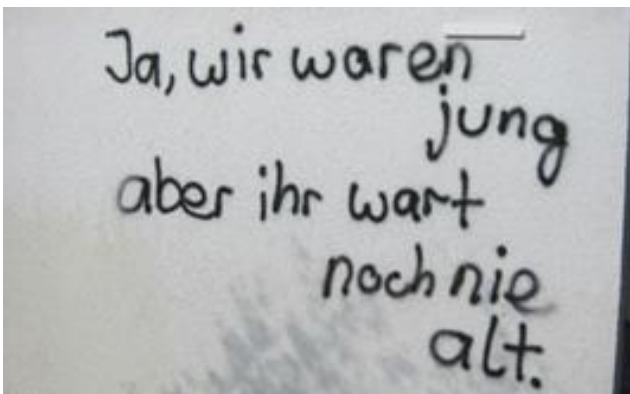 Ja, wir waren
jung
aber ihr wart
noch nie
alt.